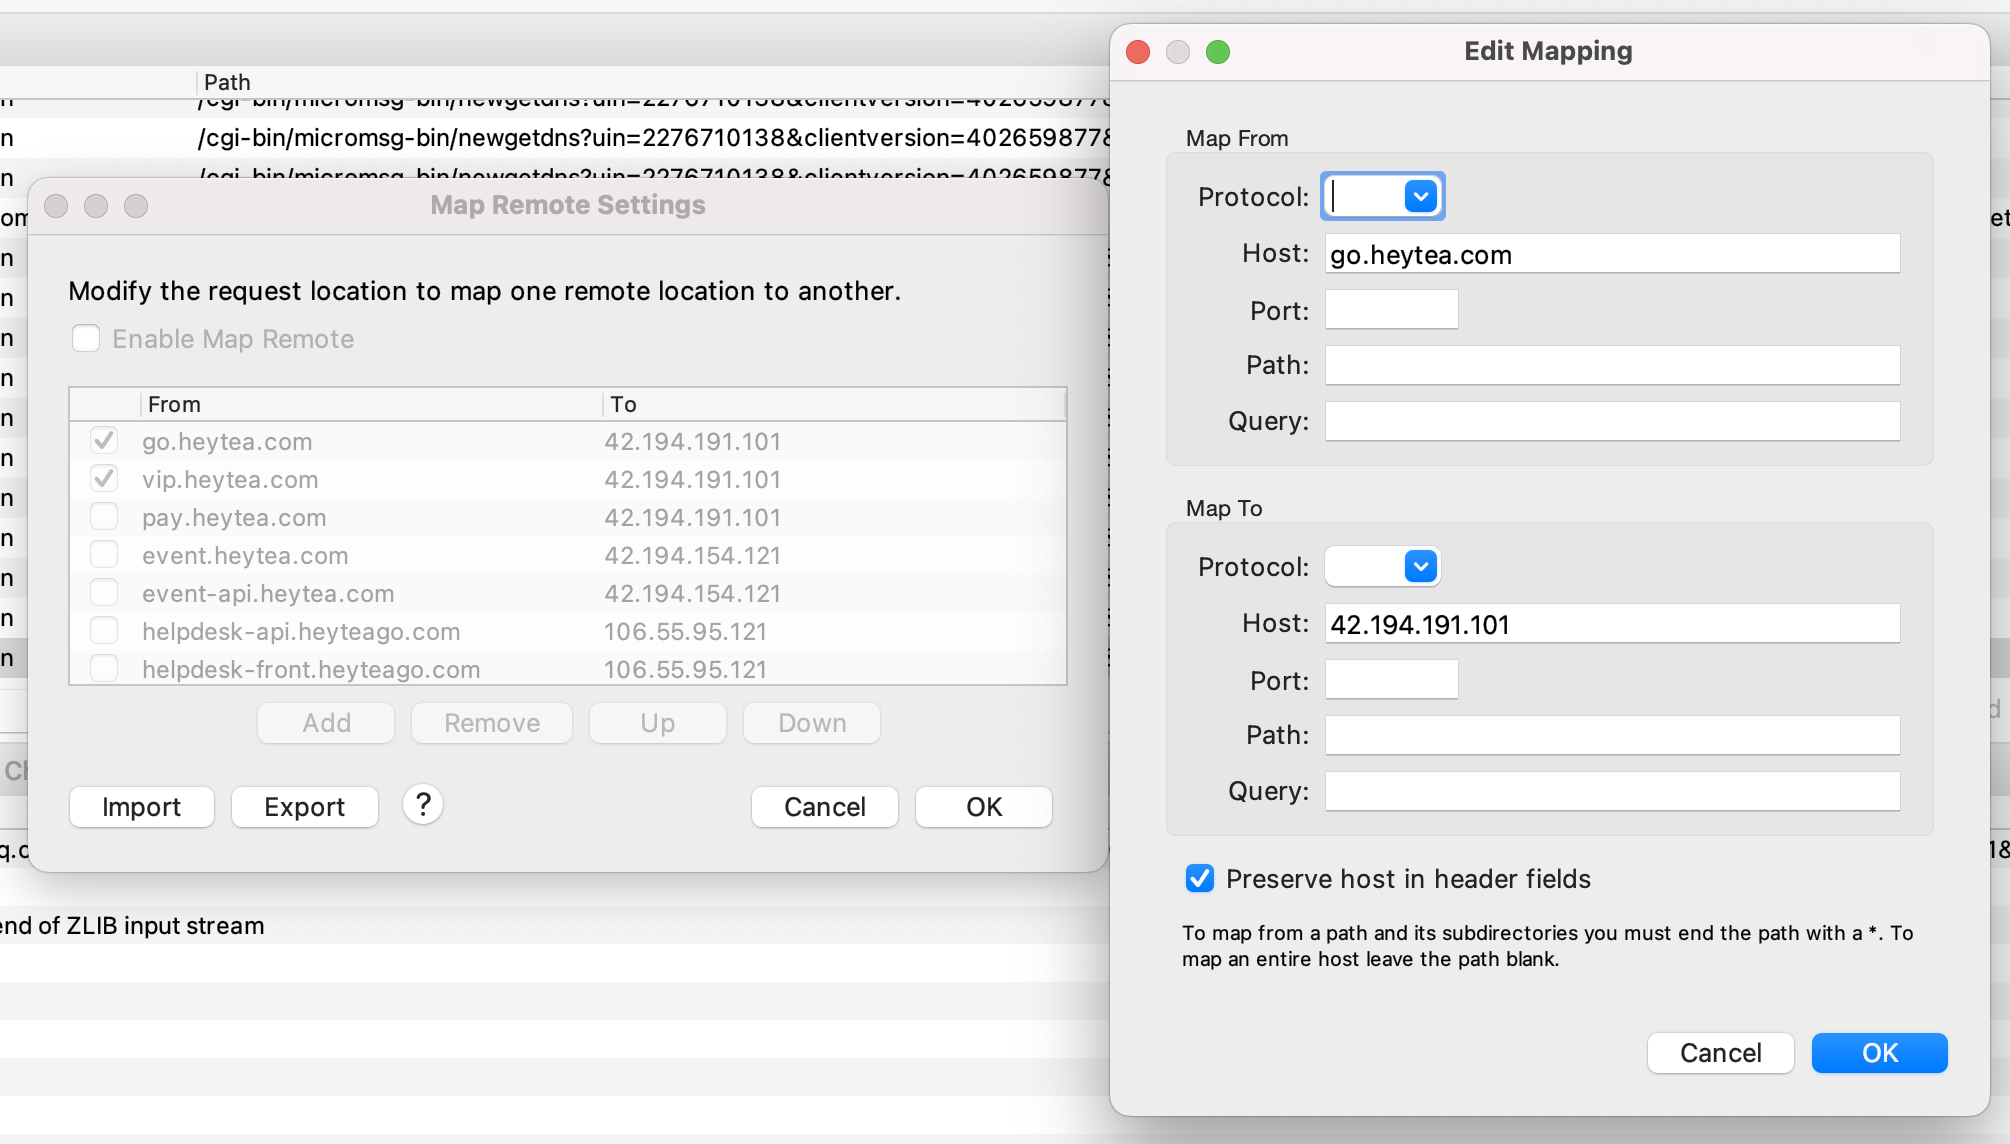 Path
n
/cgi-bin/micromsg-bin/newgetdns?uin=2276710138&clientversion=402659877&
n
/cgi-bin/micromsg-bin/newgetdns?uin=2276710138&clientversion=402659877&
n
/cgi-bin/micromsg-bin/newgetdns?uin=2276710138&clientversion=402659877&
om
et
n
n
n
n
n
n
n
n
n
n
n
Map Remote Settings
Modify the request location to map one remote location to another.
Enable Map Remote
From To
go.heytea.com 42.194.191.101
vip.heytea.com 42.194.191.101
pay.heytea.com 42.194.191.101
event.heytea.com 42.194.154.121
event-api.heytea.com 42.194.154.121
helpdesk-api.heyteago.com 106.55.95.121
helpdesk-front.heyteago.com 106.55.95.121
Add Remove Up Down
Import Export ? Cancel OK
d
Ch
q.c
1&
end of ZLIB input stream
Edit Mapping
Map From
Protocol:
Host: go.heytea.com
Port:
Path:
Query:
Map To
Protocol:
Host: 42.194.191.101
Port:
Path:
Query:
Preserve host in header fields
To map from a path and its subdirectories you must end the path with a *. To
map an entire host leave the path blank.
Cancel OK